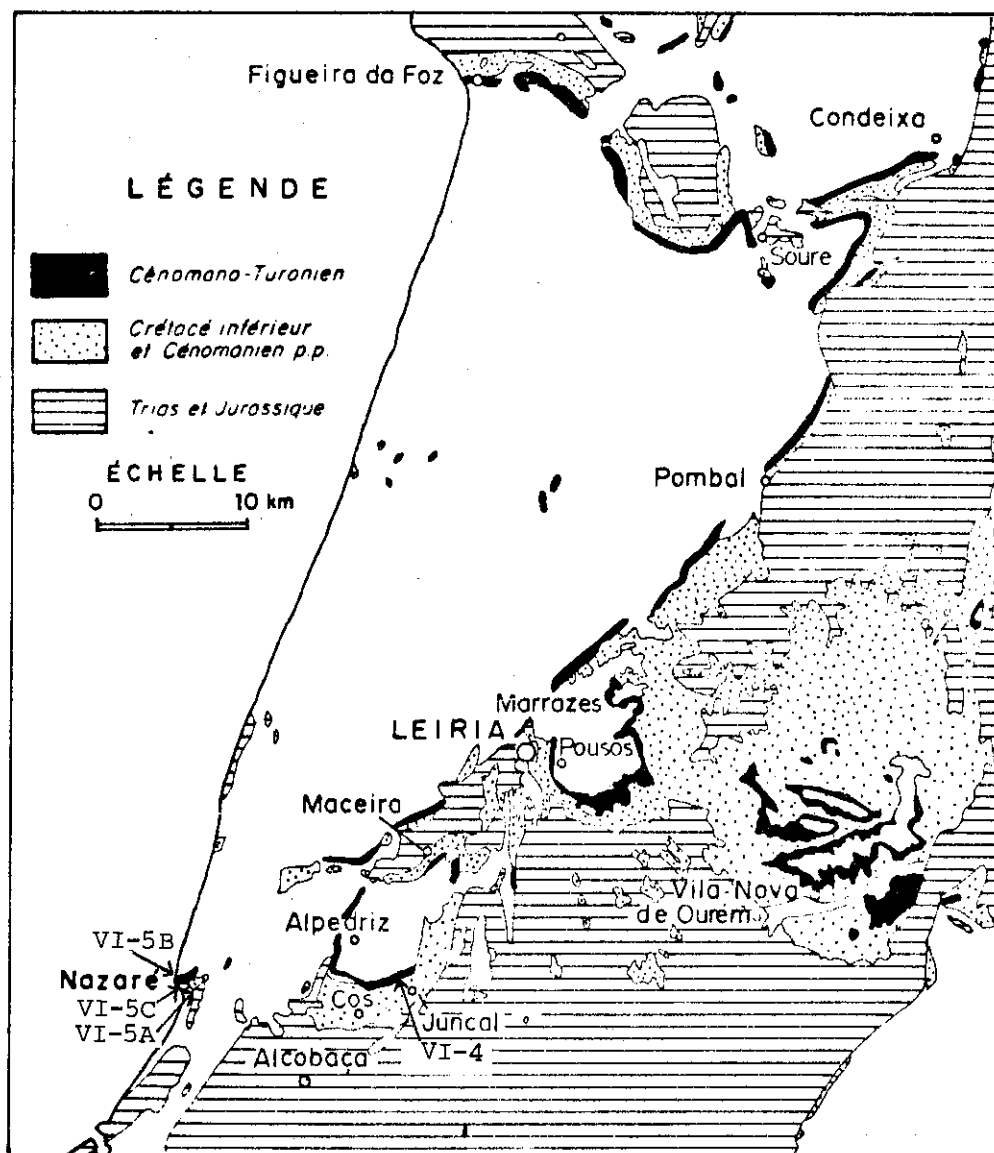 Figueira da Foz
Condeixa
LÉGENDE
Soure
Cénomano-Turonien
Crétacé inférieur
et Cénomanien p.p.
Trias et Jurassique
ÉCHELLE
0 10 km
Pombal
Marrazes
LEIRIA
Pousos
Maceira
Vila-Nova
de Ourem
Alpedriz
VI-5B
Nazaré
VI-5C
VI-5A
Cos
Juncal
VI-4
Alcobaça